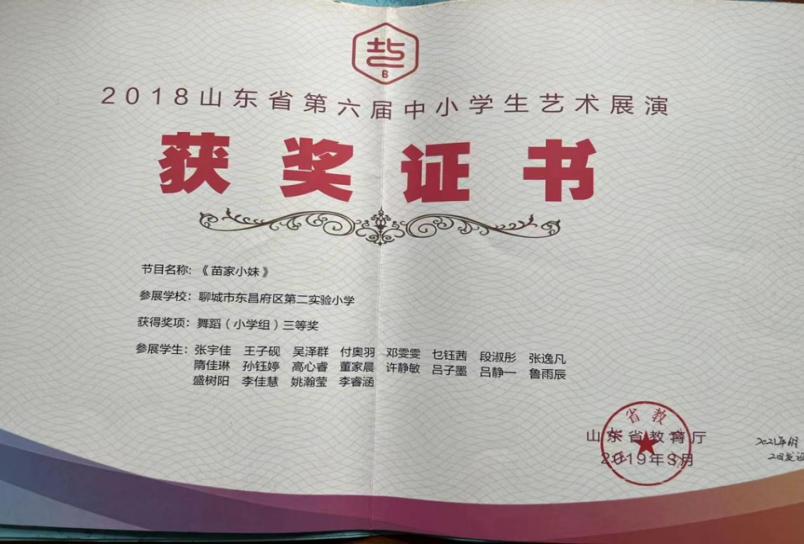 B
2018山东省第六届中小学生艺术展演
获奖证书
节目名称:《苗家小妹》
参展学校:聊城市东昌府区第二实验小学
获得奖项:舞蹈(小学组)三等奖
参展学生:张宇佳 王子砚 吴泽群 付奥羽 邓雯雯 乜钰茜 段淑彤 张逸凡
隋佳琳 孙钰婷 高心睿 董家晨 许静敏 吕子墨 吕静一 鲁雨辰
盛树阳 李佳慧 姚瀚莹 李睿涵
山东省教育厅
2019年3月